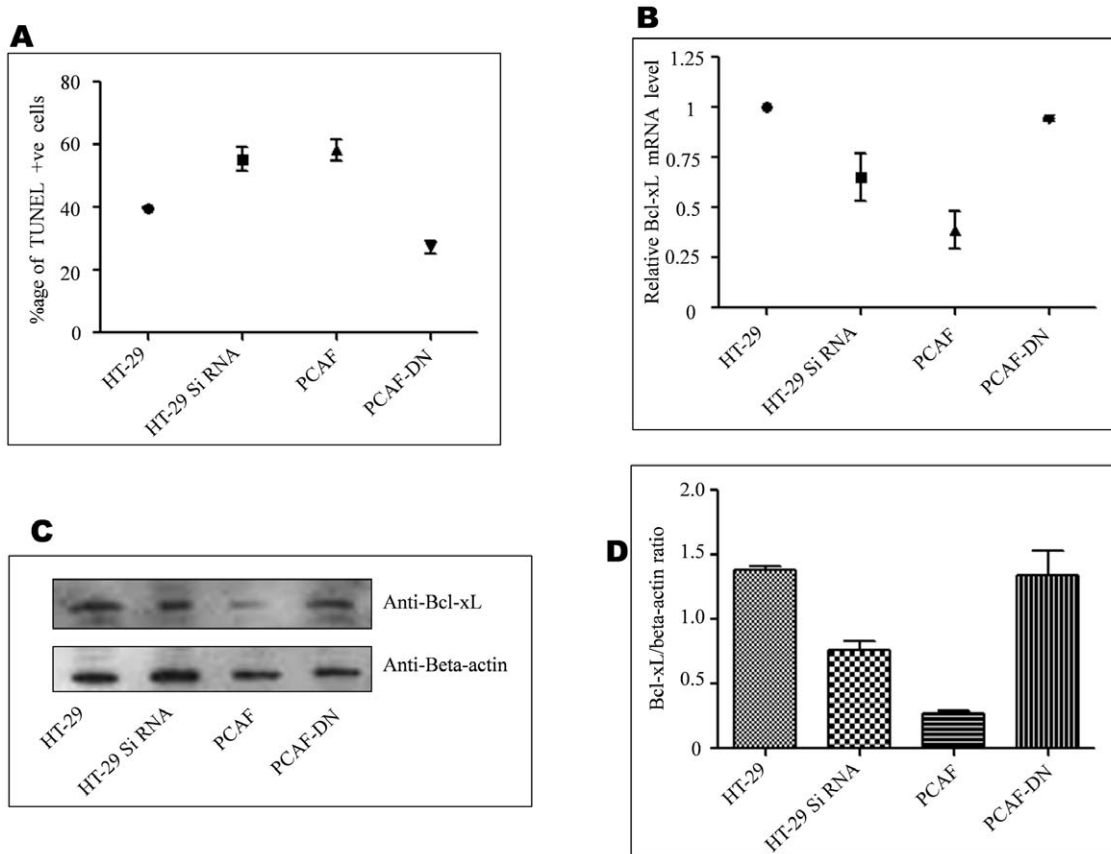 A
%age of TUNEL +ve cells
80
60
40
20
0
HT-29
HT-29 Si RNA
PCAF
PCAF-DN
B
Relative Bcl-xL mRNA level
1.25
1
0.75
0.5
0.25
0
HT-29
HT-29 Si RNA
PCAF
PCAF-DN
C
Anti-Bcl-xL
Anti-Beta-actin
HT-29
HT-29 Si RNA
PCAF
PCAF-DN
D
Bcl-xL/beta-actin ratio
2.0
1.5
1.0
0.5
0
HT-29
HT-29 Si RNA
PCAF
PCAF-DN